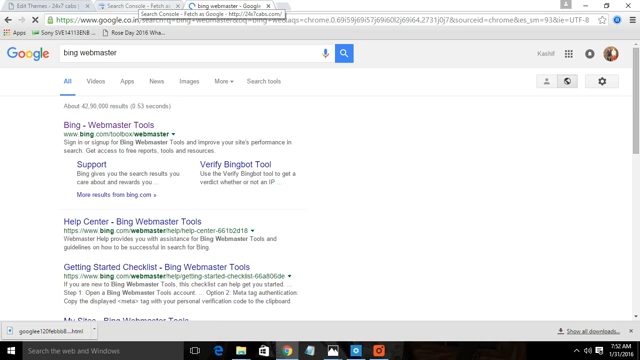 Edit Themes - 24x7 cabs
Search Console - Fetch as
bing webmaster - Google
Search Console - Fetch as Google - http://24x7cabs.com/
https://www.google.co.in/
chrome.0.69i59j69i57j69i60l2j69i64.2731j0j7&sourceid=chrome&es_sm=93&ie=UTF-8
Apps
Sony SVE14113ENB
Rose Day 2016 Whats
Google
bing webmaster
Kashif
All Videos Apps News Images More Search tools
About 42,90,000 results (0.53 seconds)
Bing - Webmaster Tools
www.bing.com/toolbox/webmaster
Sign in or signup for Bing Webmaster Tools and improve your site's performance in
search. Get access to free reports, tools and resources.
Support
Bing gives you the search results you
care about and rewards you ...
Verify Bingbot Tool
Use the Verify Bingbot tool to get a
verdict whether or not an IP ...
More results from bing.com »
Help Center - Bing Webmaster Tools
https://www.bing.com/webmaster/help/help-center-661b2d18
Webmaster Help provides you with assistance for Bing Webmaster Tools and
guidelines on how to be successful in search for Bing.
Getting Started Checklist - Bing Webmaster Tools
https://www.bing.com/webmaster/help/getting-started-checklist-66a806de
If you are new to Bing Webmaster Tools, this checklist can help get you started. ...
Step 1: Open a Bing Webmaster Tools account. ... Option 2: Meta tag authentication:
Copy the displayed <meta> tag with your personal verification code to the clipboard.
My Sites - Bing Webmaster Tools
googlee120febbb8....html
Show all downloads...
Search the web and Windows
7:52 AM
1/31/2016